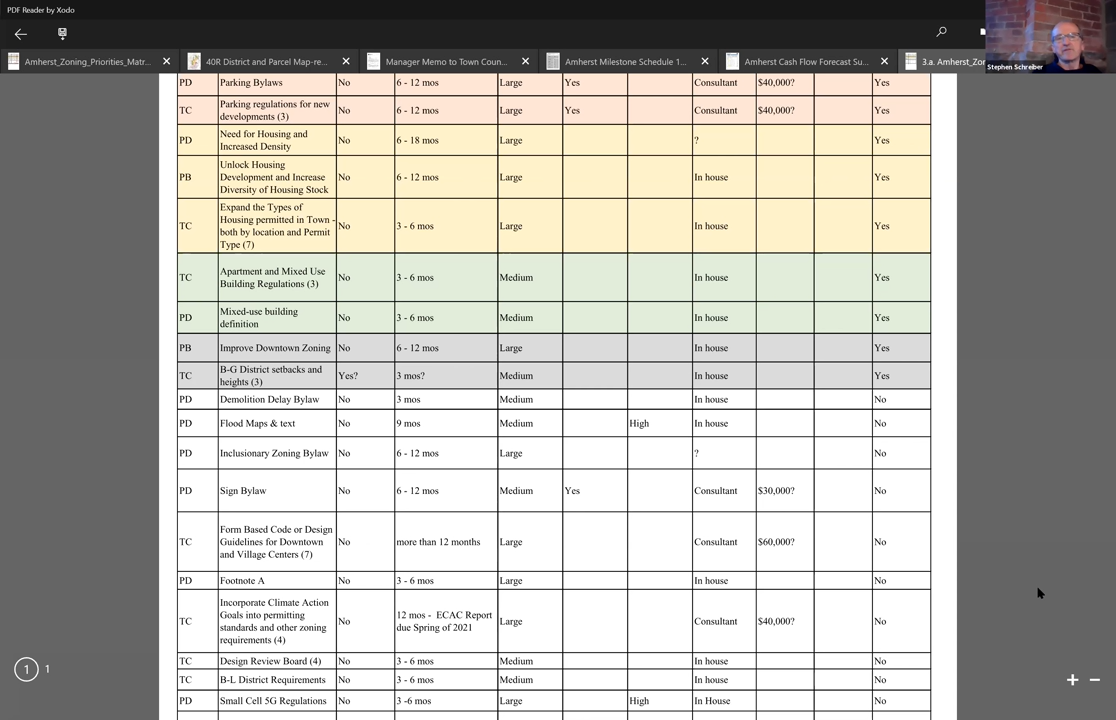 PDF Reader by Xodo
Amherst_Zoning_Priorities_Matr...
40R District and Parcel Map-re...
Manager Memo to Town Coun...
Amherst Milestone Schedule 1...
Amherst Cash Flow Forecast Su...
3.a. Amherst_Zor
Stephen Schreiber
PD Parking Bylaws No 6 - 12 mos Large Yes Consultant $40,000? Yes
TC Parking regulations for new developments (3) No 6 - 12 mos Large Yes Consultant $40,000? Yes
PD Need for Housing and Increased Density No 6 - 18 mos Large ? Yes
PB Unlock Housing Development and Increase Diversity of Housing Stock No 6 - 12 mos Large In house Yes
TC Expand the Types of Housing permitted in Town - both by location and Permit Type (7) No 3 - 6 mos Large In house Yes
TC Apartment and Mixed Use Building Regulations (3) No 3 - 6 mos Medium In house Yes
PD Mixed-use building definition No 3 - 6 mos Medium In house Yes
PB Improve Downtown Zoning No 6 - 12 mos Large In house Yes
TC B-G District setbacks and heights (3) Yes? 3 mos? Medium In house Yes
PD Demolition Delay Bylaw No 3 mos Medium In house No
PD Flood Maps & text No 9 mos Medium High In house No
PD Inclusionary Zoning Bylaw No 6 - 12 mos Large ? No
PD Sign Bylaw No 6 - 12 mos Medium Yes Consultant $30,000? No
TC Form Based Code or Design Guidelines for Downtown and Village Centers (7) No more than 12 months Large Consultant $60,000? No
PD Footnote A No 3 - 6 mos Large In house No
TC Incorporate Climate Action Goals into permitting standards and other zoning requirements (4) No 12 mos - ECAC Report due Spring of 2021 Large Consultant $40,000? No
TC Design Review Board (4) No 3 - 6 mos Medium In house No
TC B-L District Requirements No 3 - 6 mos Medium In house No
PD Small Cell 5G Regulations No 3 -6 mos Large High In House No
1 1